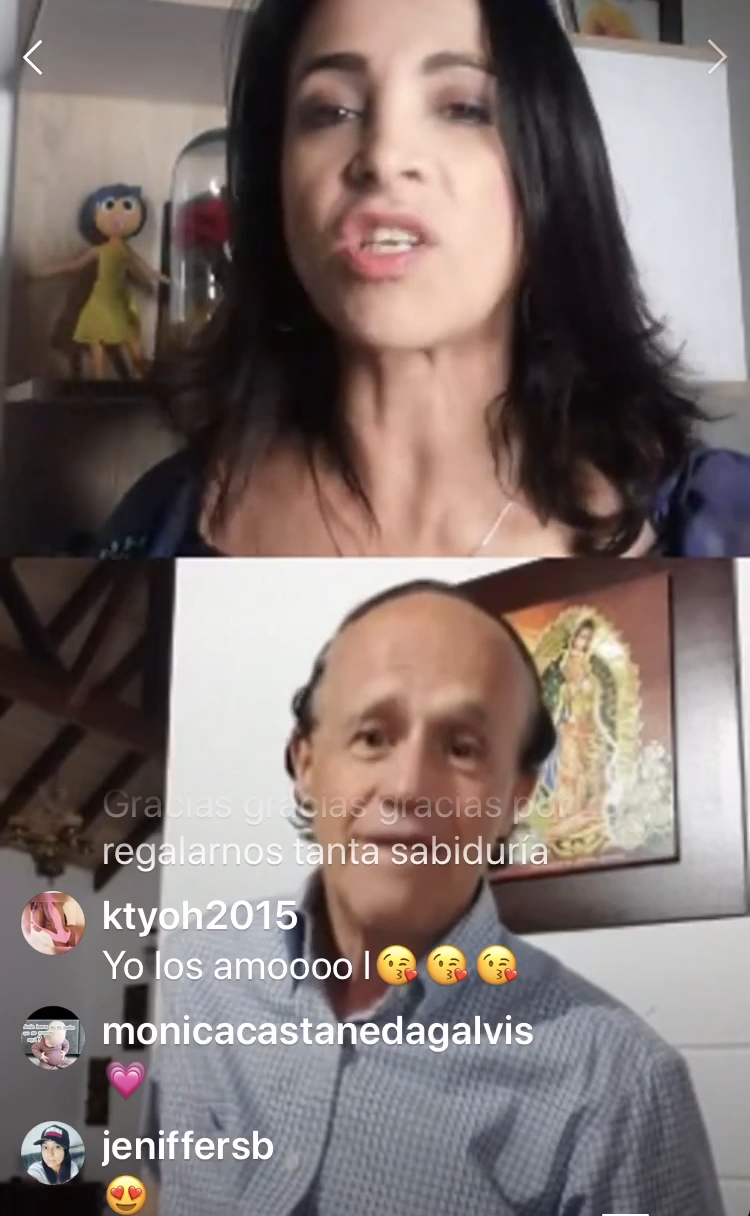 Gracias gracias gracias por
regalarnos tanta sabiduría
ktyoh2015
Yo los amoooo l😘😘😘
monicacastanedagalvis
💗
jeniffersb
😍